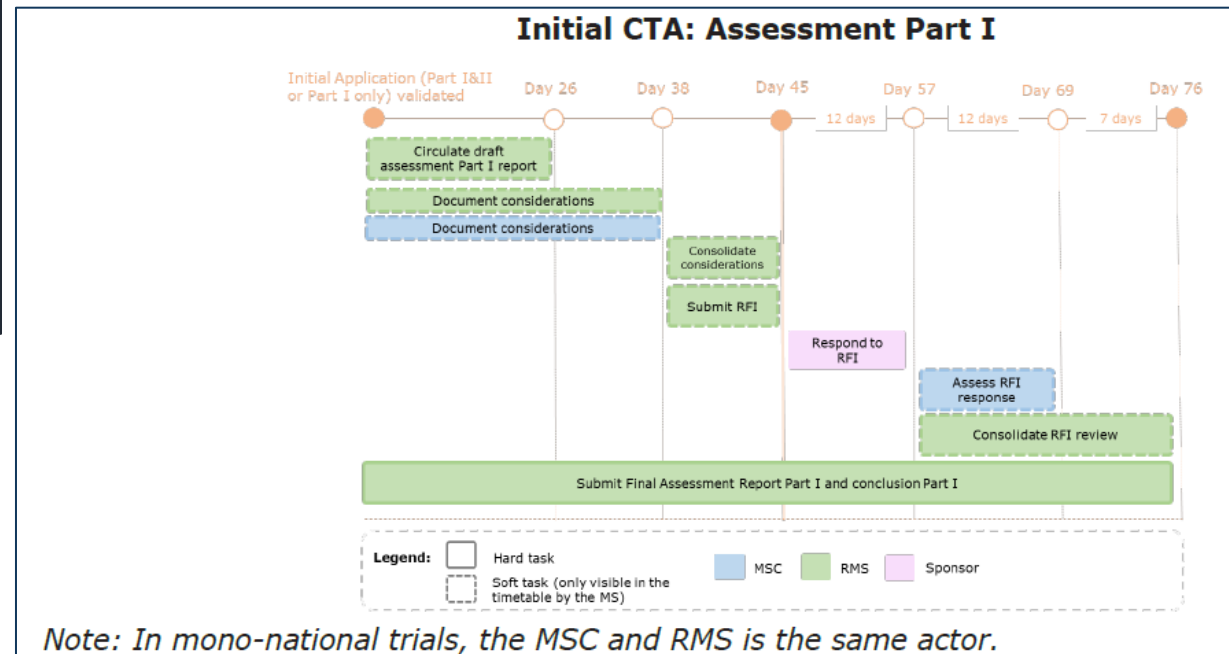 Initial CTA: Assessment Part I
Initial Application (Part I&II
or Part I only) validated
Day 26
Day 38
Day 45
Day 57
Day 69
Day 76
12 days
12 days
7 days
Circulate draft
assessment Part I report
Document considerations
Document considerations
Consolidate
considerations
Submit RFI
Respond to
RFI
Assess RFI
response
Consolidate RFI review
Submit Final Assessment Report Part I and conclusion Part I
Legend:
Hard task
MSC
RMS
Sponsor
Soft task (only visible in the
timetable by the MS)
Note: In mono-national trials, the MSC and RMS is the same actor.